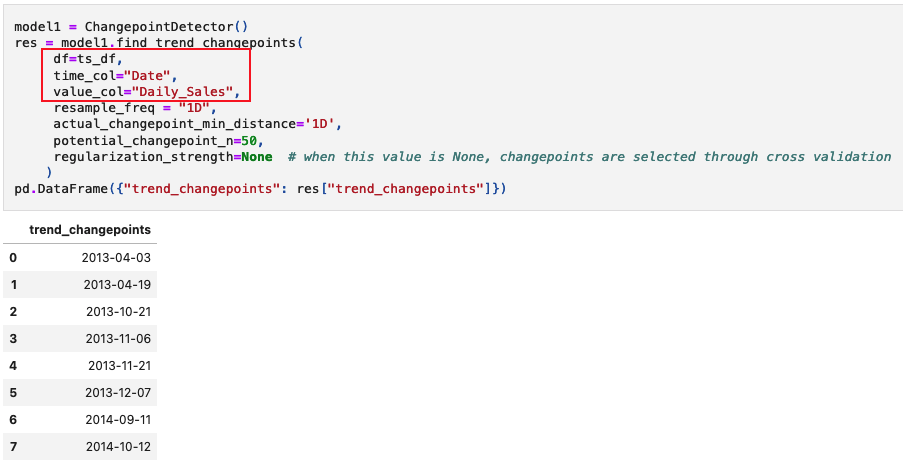 model1 = ChangepointDetector()
res = model1.find_trend_changepoints(
df=ts_df,
time_col="Date",
value_col="Daily_Sales",
resample_freq = "1D",
actual_changepoint_min_distance='1D',
potential_changepoint_n=50,
regularization_strength=None  # when this value is None, changepoints are selected through cross validation
)
pd.DataFrame({"trend_changepoints": res["trend_changepoints"]})
trend_changepoints
0 2013-04-03
1 2013-04-19
2 2013-10-21
3 2013-11-06
4 2013-11-21
5 2013-12-07
6 2014-09-11
7 2014-10-12